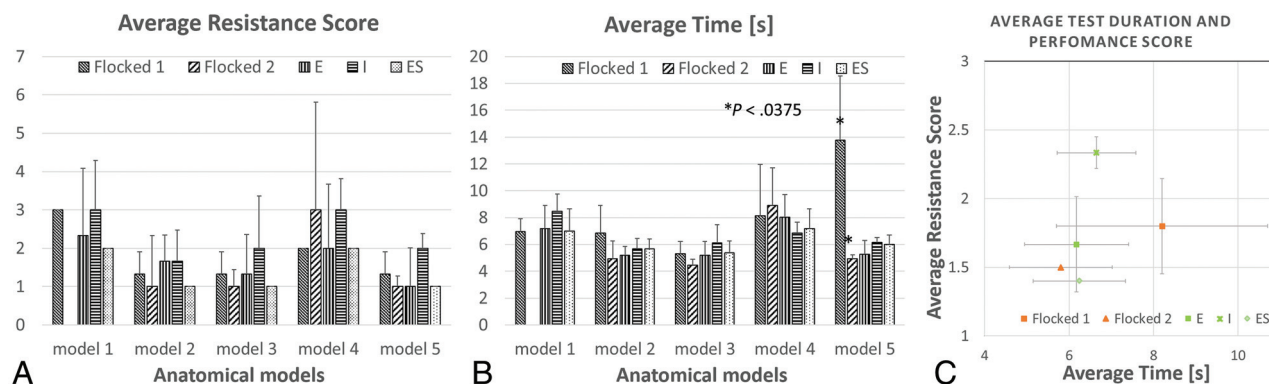 Average Resistance Score
7
6
5
4
3
2
1
0
Flocked 1 Flocked 2 E I ES
model 1 model 2 model 3 model 4 model 5
Anatomical models
A
Average Time [s]
20
18
16
14
12
10
8
6
4
2
0
Flocked 1 Flocked 2 E I ES
*P < .0375
*
*
model 1 model 2 model 3 model 4 model 5
Anatomical models
B
AVERAGE TEST DURATION AND
PERFOMANCE SCORE
Average Resistance Score
3
2.5
2
1.5
1
Flocked 1 Flocked 2 E I ES
4 6 8 10
Average Time [s]
C